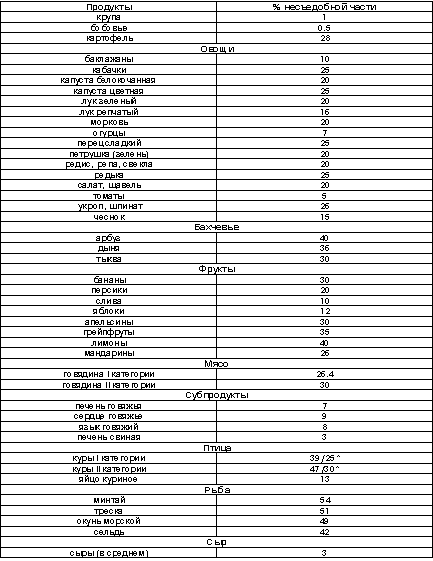 Продукты % несъедобной части
крупа 1
бобовые 0.5
картофель 28
Овощи
баклажаны 10
кабачки 25
капуста белокочанная 20
капуста цветная 25
лук зеленый 20
лук репчатый 16
морковь 20
огурцы 7
перец сладкий 25
петрушка (зелень) 20
редис, репа, свекла 20
редька 25
салат, щавель 20
томаты 5
укроп, шпинат 26
чеснок 15
Бахчевые
арбуз 40
дыня 36
тыква 30
Фрукты
бананы 30
персики 20
слива 10
яблоки 12
апельсины 30
грейпфруты 35
лимоны 40
мандарины 26
Мясо
говядина I категории 26.4
говядина II категории 30
Субпродукты
печень говяжья 7
сердце говяжье 9
язык говяжий 8
печень свиная 3
Птица
куры I категории 39 /25 ^
куры II категории 47 /30 ^
яйцо куриное 13
Рыба
минтай 54
треска 51
окунь морской 49
сельдь 42
Сыр
сыры (в среднем) 3